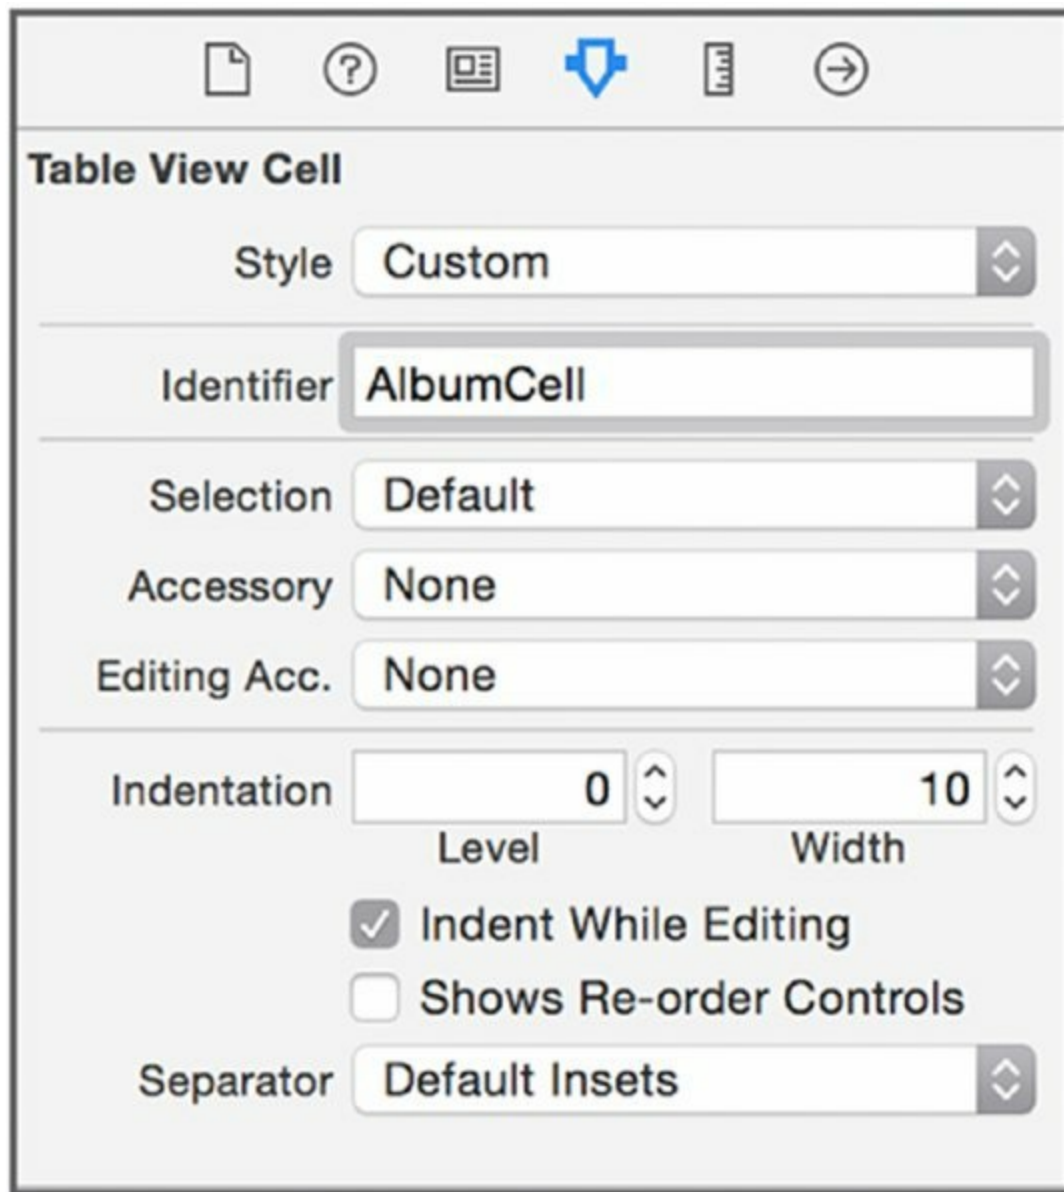 Table View Cell
Style Custom
Identifier AlbumCell
Selection Default
Accessory None
Editing Acc. None
Indentation 0 10
Level Width
Indent While Editing
Shows Re-order Controls
Separator Default Insets